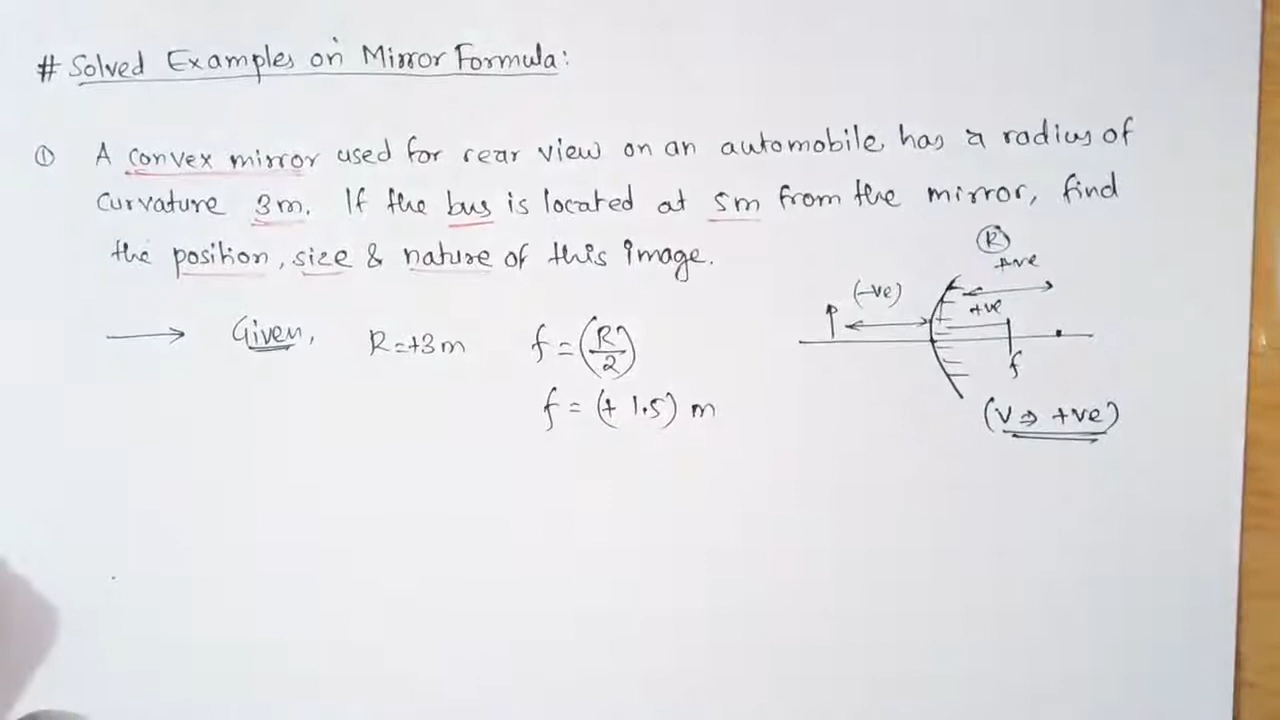 # Solved Examples on Mirror Formula:
① A convex mirror used for rear view on an automobile has a radius of
curvature 3m. If the bus is located at 5m from the mirror, find
the position, size & nature of this image.
→ Given, R=+3m f = (R/2)
f = (+ 1.5) m
(R)
+ve
(-ve)
+ve
f
(V ⇒ +ve)